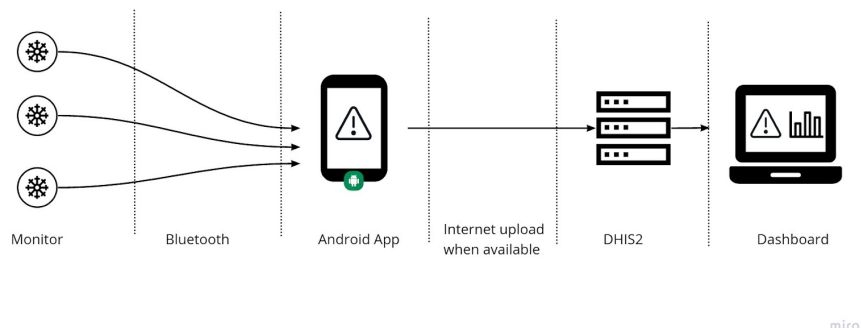 Monitor
Bluetooth
Android App
Internet upload
when available
DHIS2
Dashboard
miro